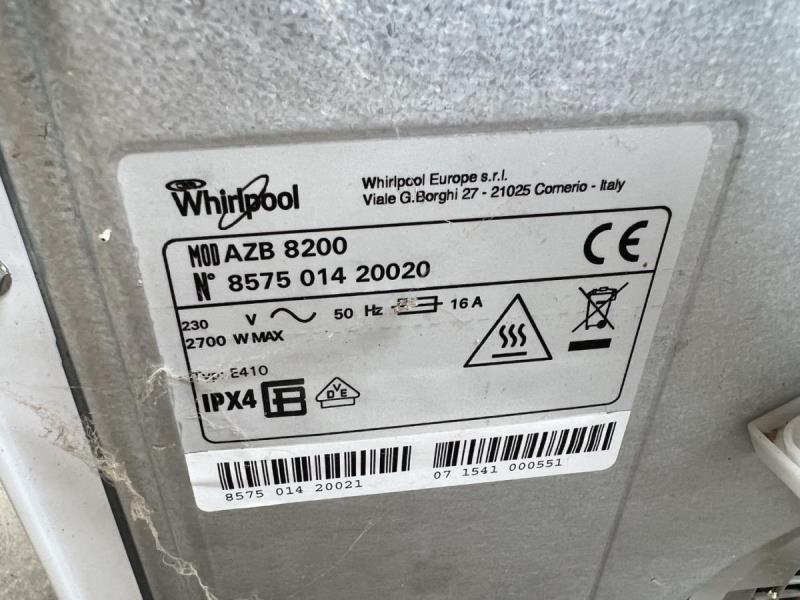 Whirlpool
Whirlpool Europe s.r.l.
Viale G.Borghi 27 - 21025 Comerio - Italy
MOD AZB 8200
N° 8575 014 20020
CE
230 V ~ 50 Hz 16 A
2700 W MAX
Typ: E410
IPX4
DVE
8575 014 20021
07 1541 000551